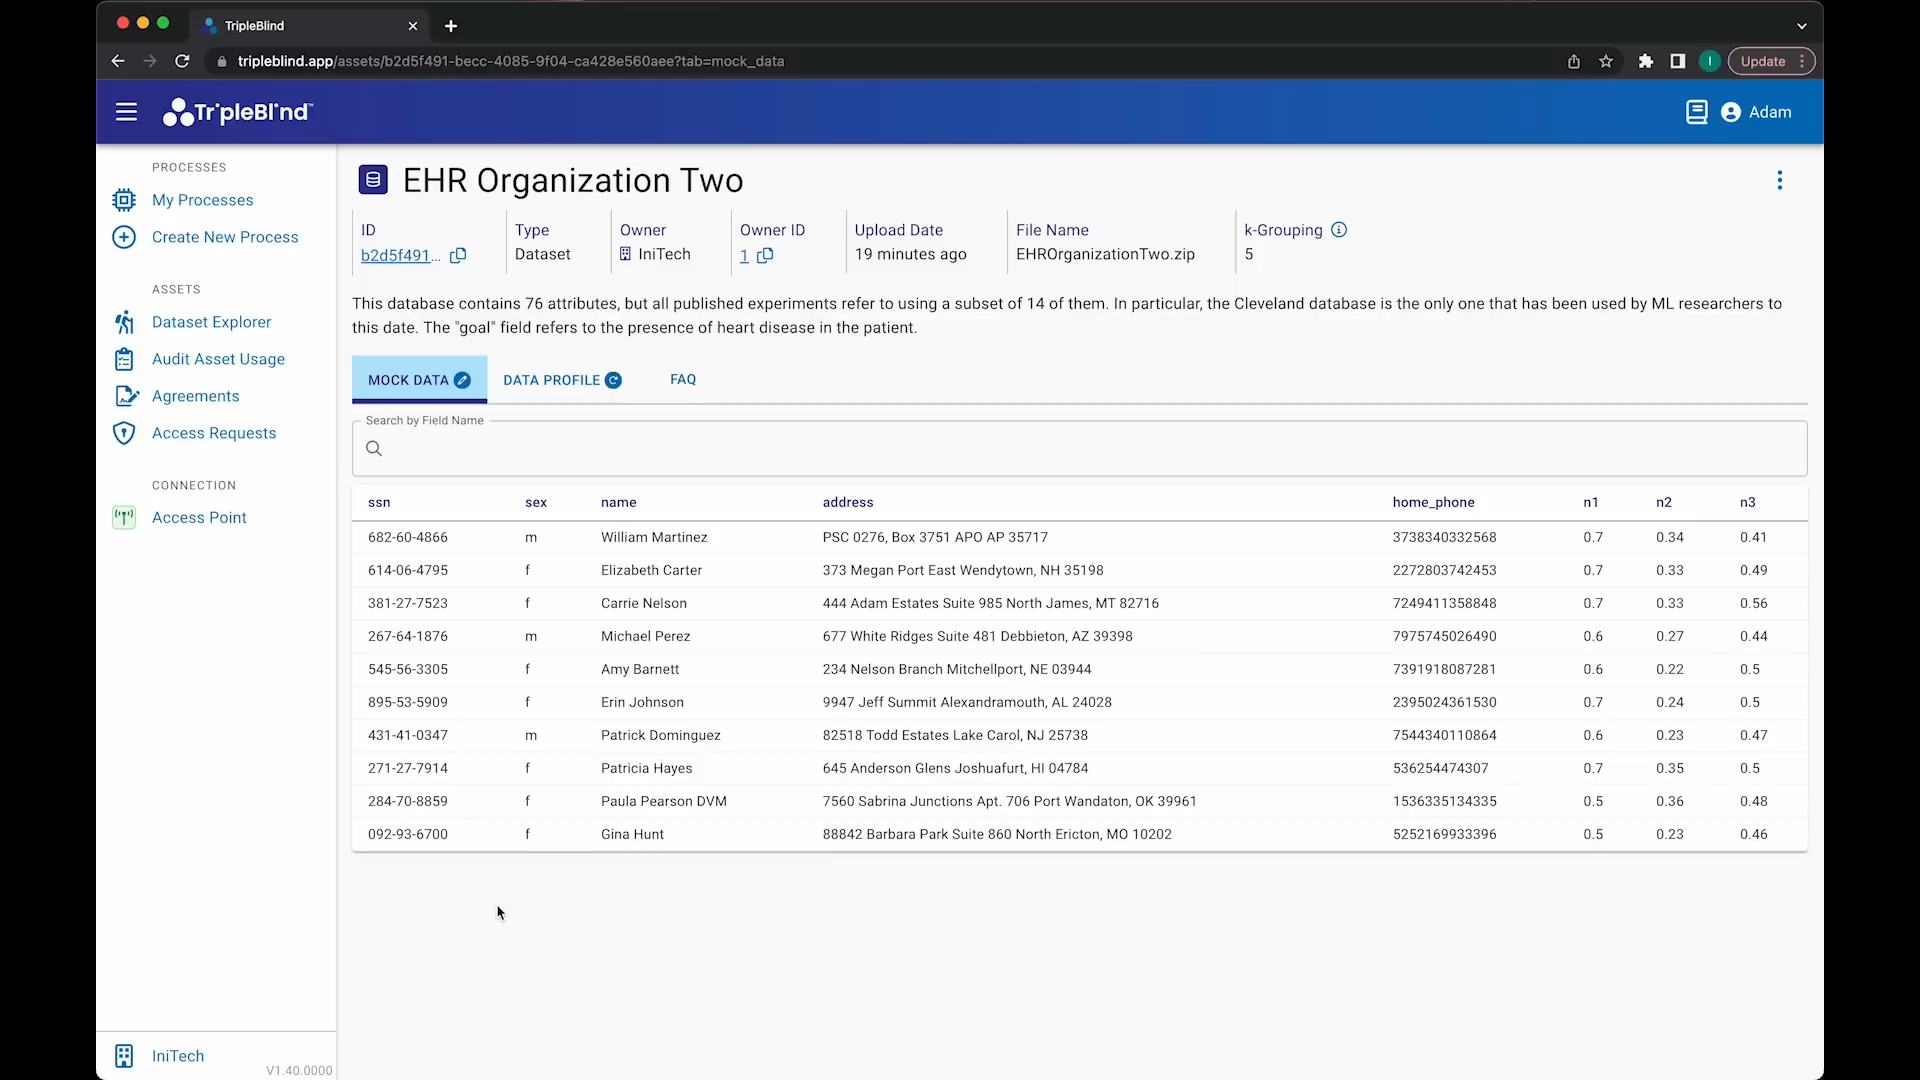 TripleBlind
tripleblind.app/assets/b2d5f491-becc-4085-9f04-ca428e560aee?tab=mock_data
I
Update
TripleBlind™
Adam
PROCESSES
My Processes
Create New Process
ASSETS
Dataset Explorer
Audit Asset Usage
Agreements
Access Requests
CONNECTION
Access Point
IniTech
V1.40.0000
EHR Organization Two
ID Type Owner Owner ID Upload Date File Name k-Grouping
b2d5f491... Dataset IniTech 1 19 minutes ago EHROrganizationTwo.zip 5
This database contains 76 attributes, but all published experiments refer to using a subset of 14 of them. In particular, the Cleveland database is the only one that has been used by ML researchers to
this date. The "goal" field refers to the presence of heart disease in the patient.
MOCK DATA DATA PROFILE FAQ
Search by Field Name
ssn sex name address home_phone n1 n2 n3
682-60-4866 m William Martinez PSC 0276, Box 3751 APO AP 35717 3738340332568 0.7 0.34 0.41
614-06-4795 f Elizabeth Carter 373 Megan Port East Wendytown, NH 35198 2272803742453 0.7 0.33 0.49
381-27-7523 f Carrie Nelson 444 Adam Estates Suite 985 North James, MT 82716 7249411358848 0.7 0.33 0.56
267-64-1876 m Michael Perez 677 White Ridges Suite 481 Debbieton, AZ 39398 7975745026490 0.6 0.27 0.44
545-56-3305 f Amy Barnett 234 Nelson Branch Mitchellport, NE 03944 7391918087281 0.6 0.22 0.5
895-53-5909 f Erin Johnson 9947 Jeff Summit Alexandramouth, AL 24028 2395024361530 0.7 0.24 0.5
431-41-0347 m Patrick Dominguez 82518 Todd Estates Lake Carol, NJ 25738 7544340110864 0.6 0.23 0.47
271-27-7914 f Patricia Hayes 645 Anderson Glens Joshuafurt, HI 04784 536254474307 0.7 0.35 0.5
284-70-8859 f Paula Pearson DVM 7560 Sabrina Junctions Apt. 706 Port Wandaton, OK 39961 1536335134335 0.5 0.36 0.48
092-93-6700 f Gina Hunt 88842 Barbara Park Suite 860 North Ericton, MO 10202 5252169933396 0.5 0.23 0.46